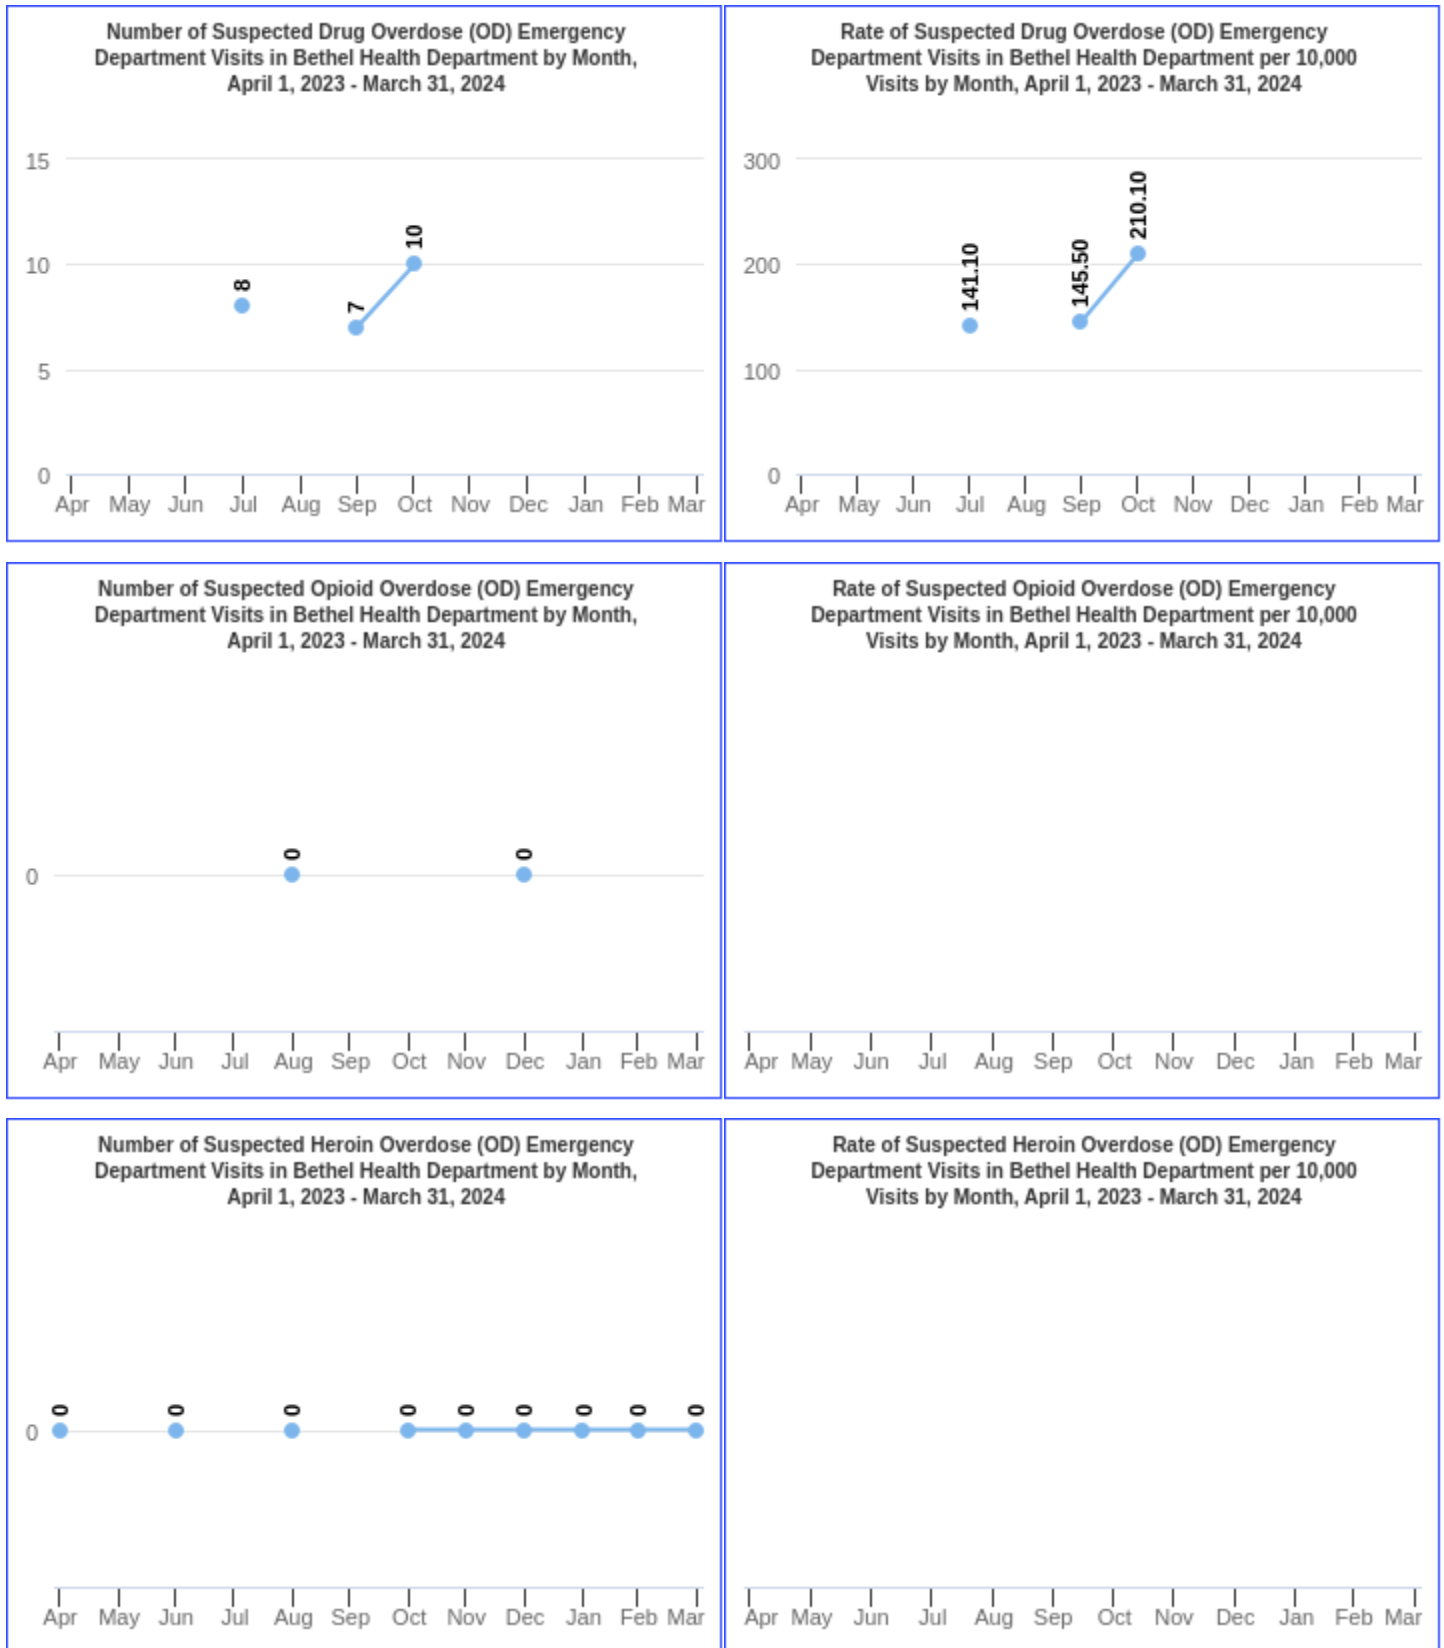 Number of Suspected Drug Overdose (OD) Emergency
Department Visits in Bethel Health Department by Month,
April 1, 2023 - March 31, 2024
15
10
5
0
8
7
10
Apr May Jun Jul Aug Sep Oct Nov Dec Jan Feb Mar
Rate of Suspected Drug Overdose (OD) Emergency
Department Visits in Bethel Health Department per 10,000
Visits by Month, April 1, 2023 - March 31, 2024
300
200
100
0
141.10
145.50
210.10
Apr May Jun Jul Aug Sep Oct Nov Dec Jan Feb Mar
Number of Suspected Opioid Overdose (OD) Emergency
Department Visits in Bethel Health Department by Month,
April 1, 2023 - March 31, 2024
0 0
0
Apr May Jun Jul Aug Sep Oct Nov Dec Jan Feb Mar
Rate of Suspected Opioid Overdose (OD) Emergency
Department Visits in Bethel Health Department per 10,000
Visits by Month, April 1, 2023 - March 31, 2024
Apr May Jun Jul Aug Sep Oct Nov Dec Jan Feb Mar
Number of Suspected Heroin Overdose (OD) Emergency
Department Visits in Bethel Health Department by Month,
April 1, 2023 - March 31, 2024
0 0 0 0 0 0 0 0 0
0
Apr May Jun Jul Aug Sep Oct Nov Dec Jan Feb Mar
Rate of Suspected Heroin Overdose (OD) Emergency
Department Visits in Bethel Health Department per 10,000
Visits by Month, April 1, 2023 - March 31, 2024
Apr May Jun Jul Aug Sep Oct Nov Dec Jan Feb Mar